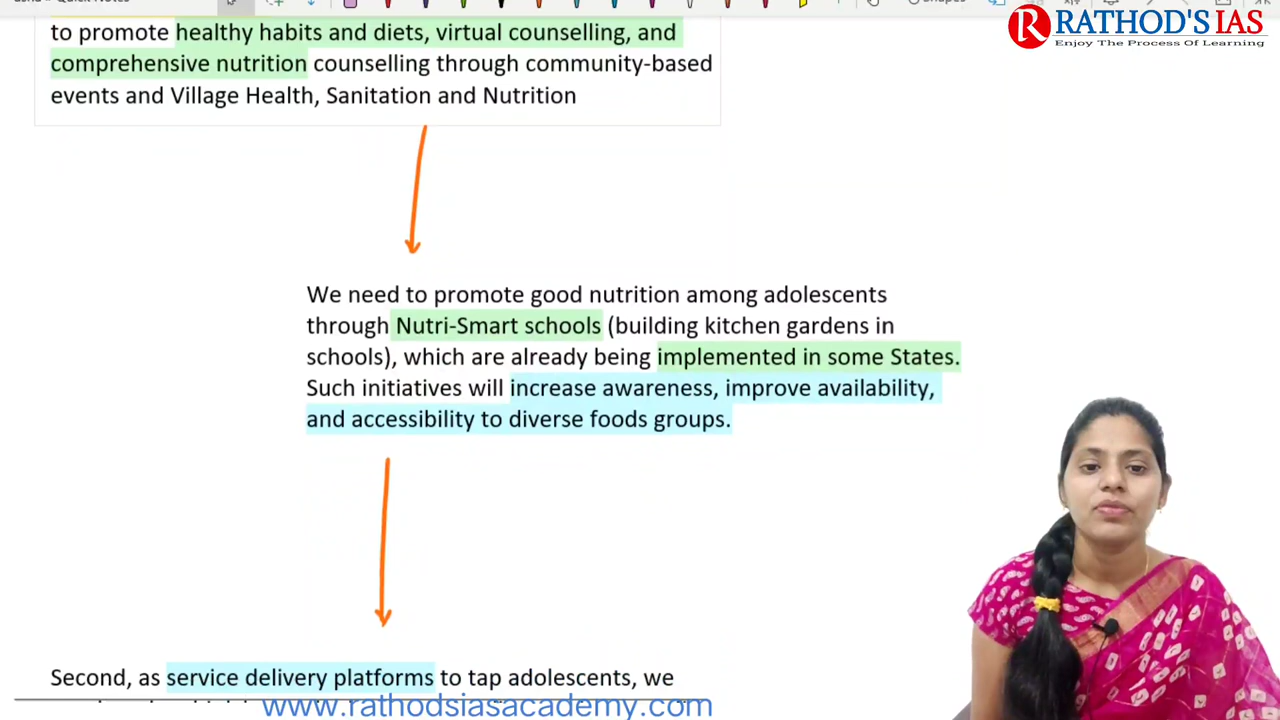 RATHOD'S IAS
Enjoy The Process Of Learning
to promote healthy habits and diets, virtual counselling, and
comprehensive nutrition counselling through community-based
events and Village Health, Sanitation and Nutrition
We need to promote good nutrition among adolescents
through Nutri-Smart schools (building kitchen gardens in
schools), which are already being implemented in some States.
Such initiatives will increase awareness, improve availability,
and accessibility to diverse foods groups.
Second, as service delivery platforms to tap adolescents, we
www.rathodsiasacademy.com